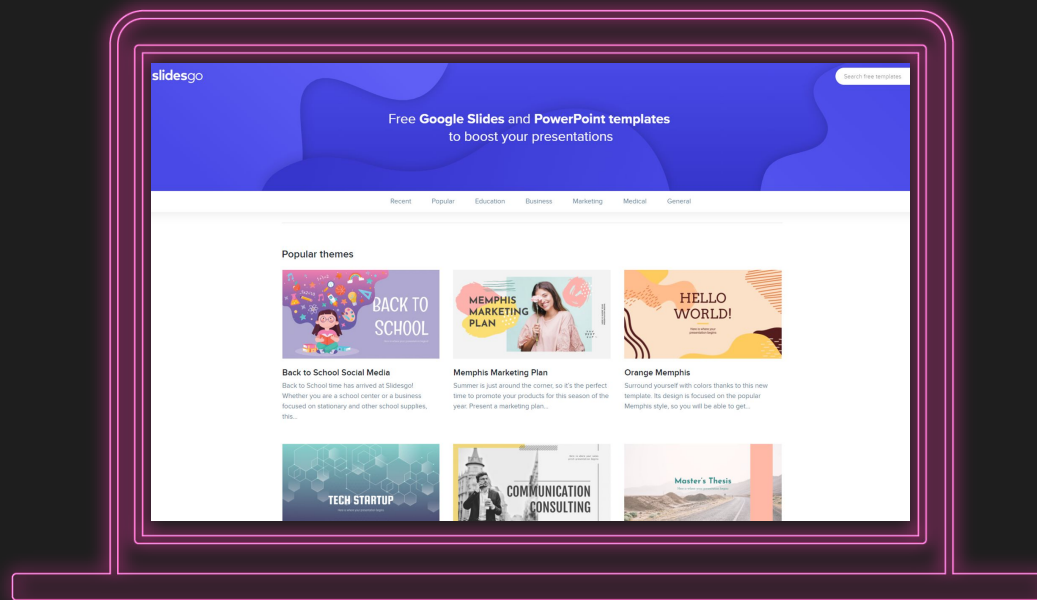 slidesgo
Search free templates
Free Google Slides and PowerPoint templates
to boost your presentations
Recent Popular Education Business Marketing Medical General
Popular themes
BACK TO
SCHOOL
MEMPHIS
MARKETING
PLAN
HELLO
WORLD!
Here is where your
presentation begins
Back to School Social Media
Back to School time has arrived at Slidesgo!
Whether you are a school center or a business
focused on stationary and other school supplies,
this...
Memphis Marketing Plan
Summer is just around the corner, so it's the perfect
time to promote your products for this season of the
year. Present a marketing plan...
Orange Memphis
Surround yourself with colors thanks to this new
template. Its design is focused on the popular
Memphis style, so you will be able to get...
TECH STARTUP
COMMUNICATION
CONSULTING
Master's Thesis